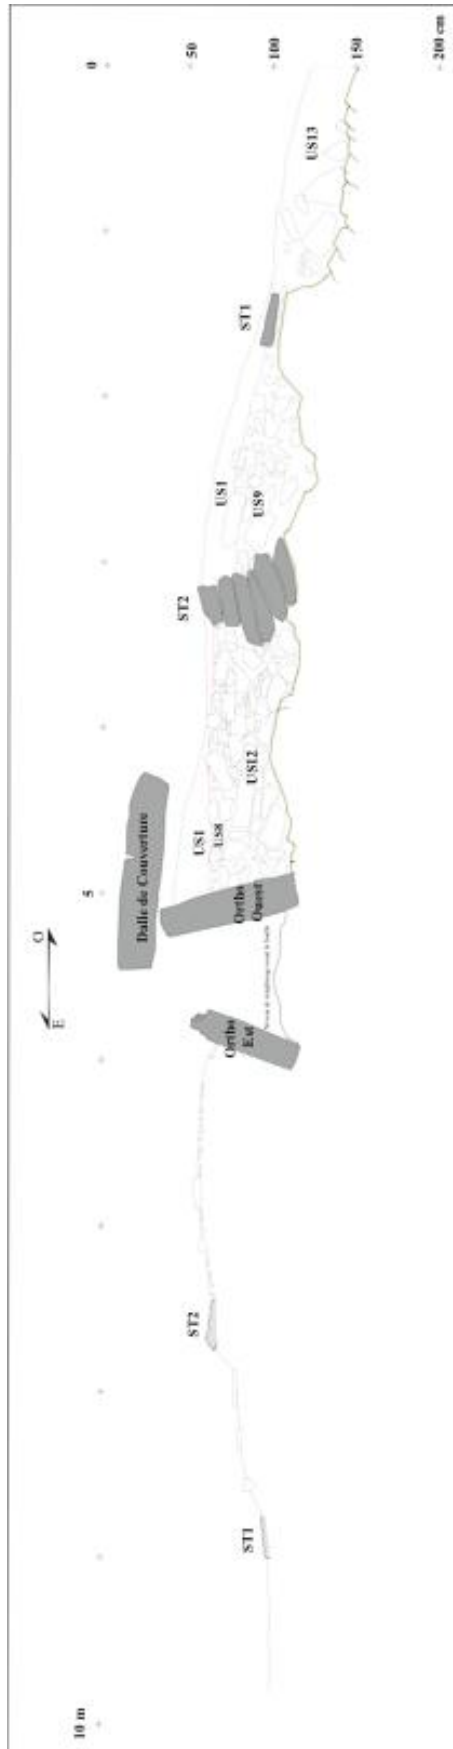 0
50
100
150
200 cm
US13
ST1
US1
US9
ST2
US12
US1
US8
Dalle de Couverture
5
Ortho
Ouest
O
E
Ortho
Est
ST2
ST1
10 m